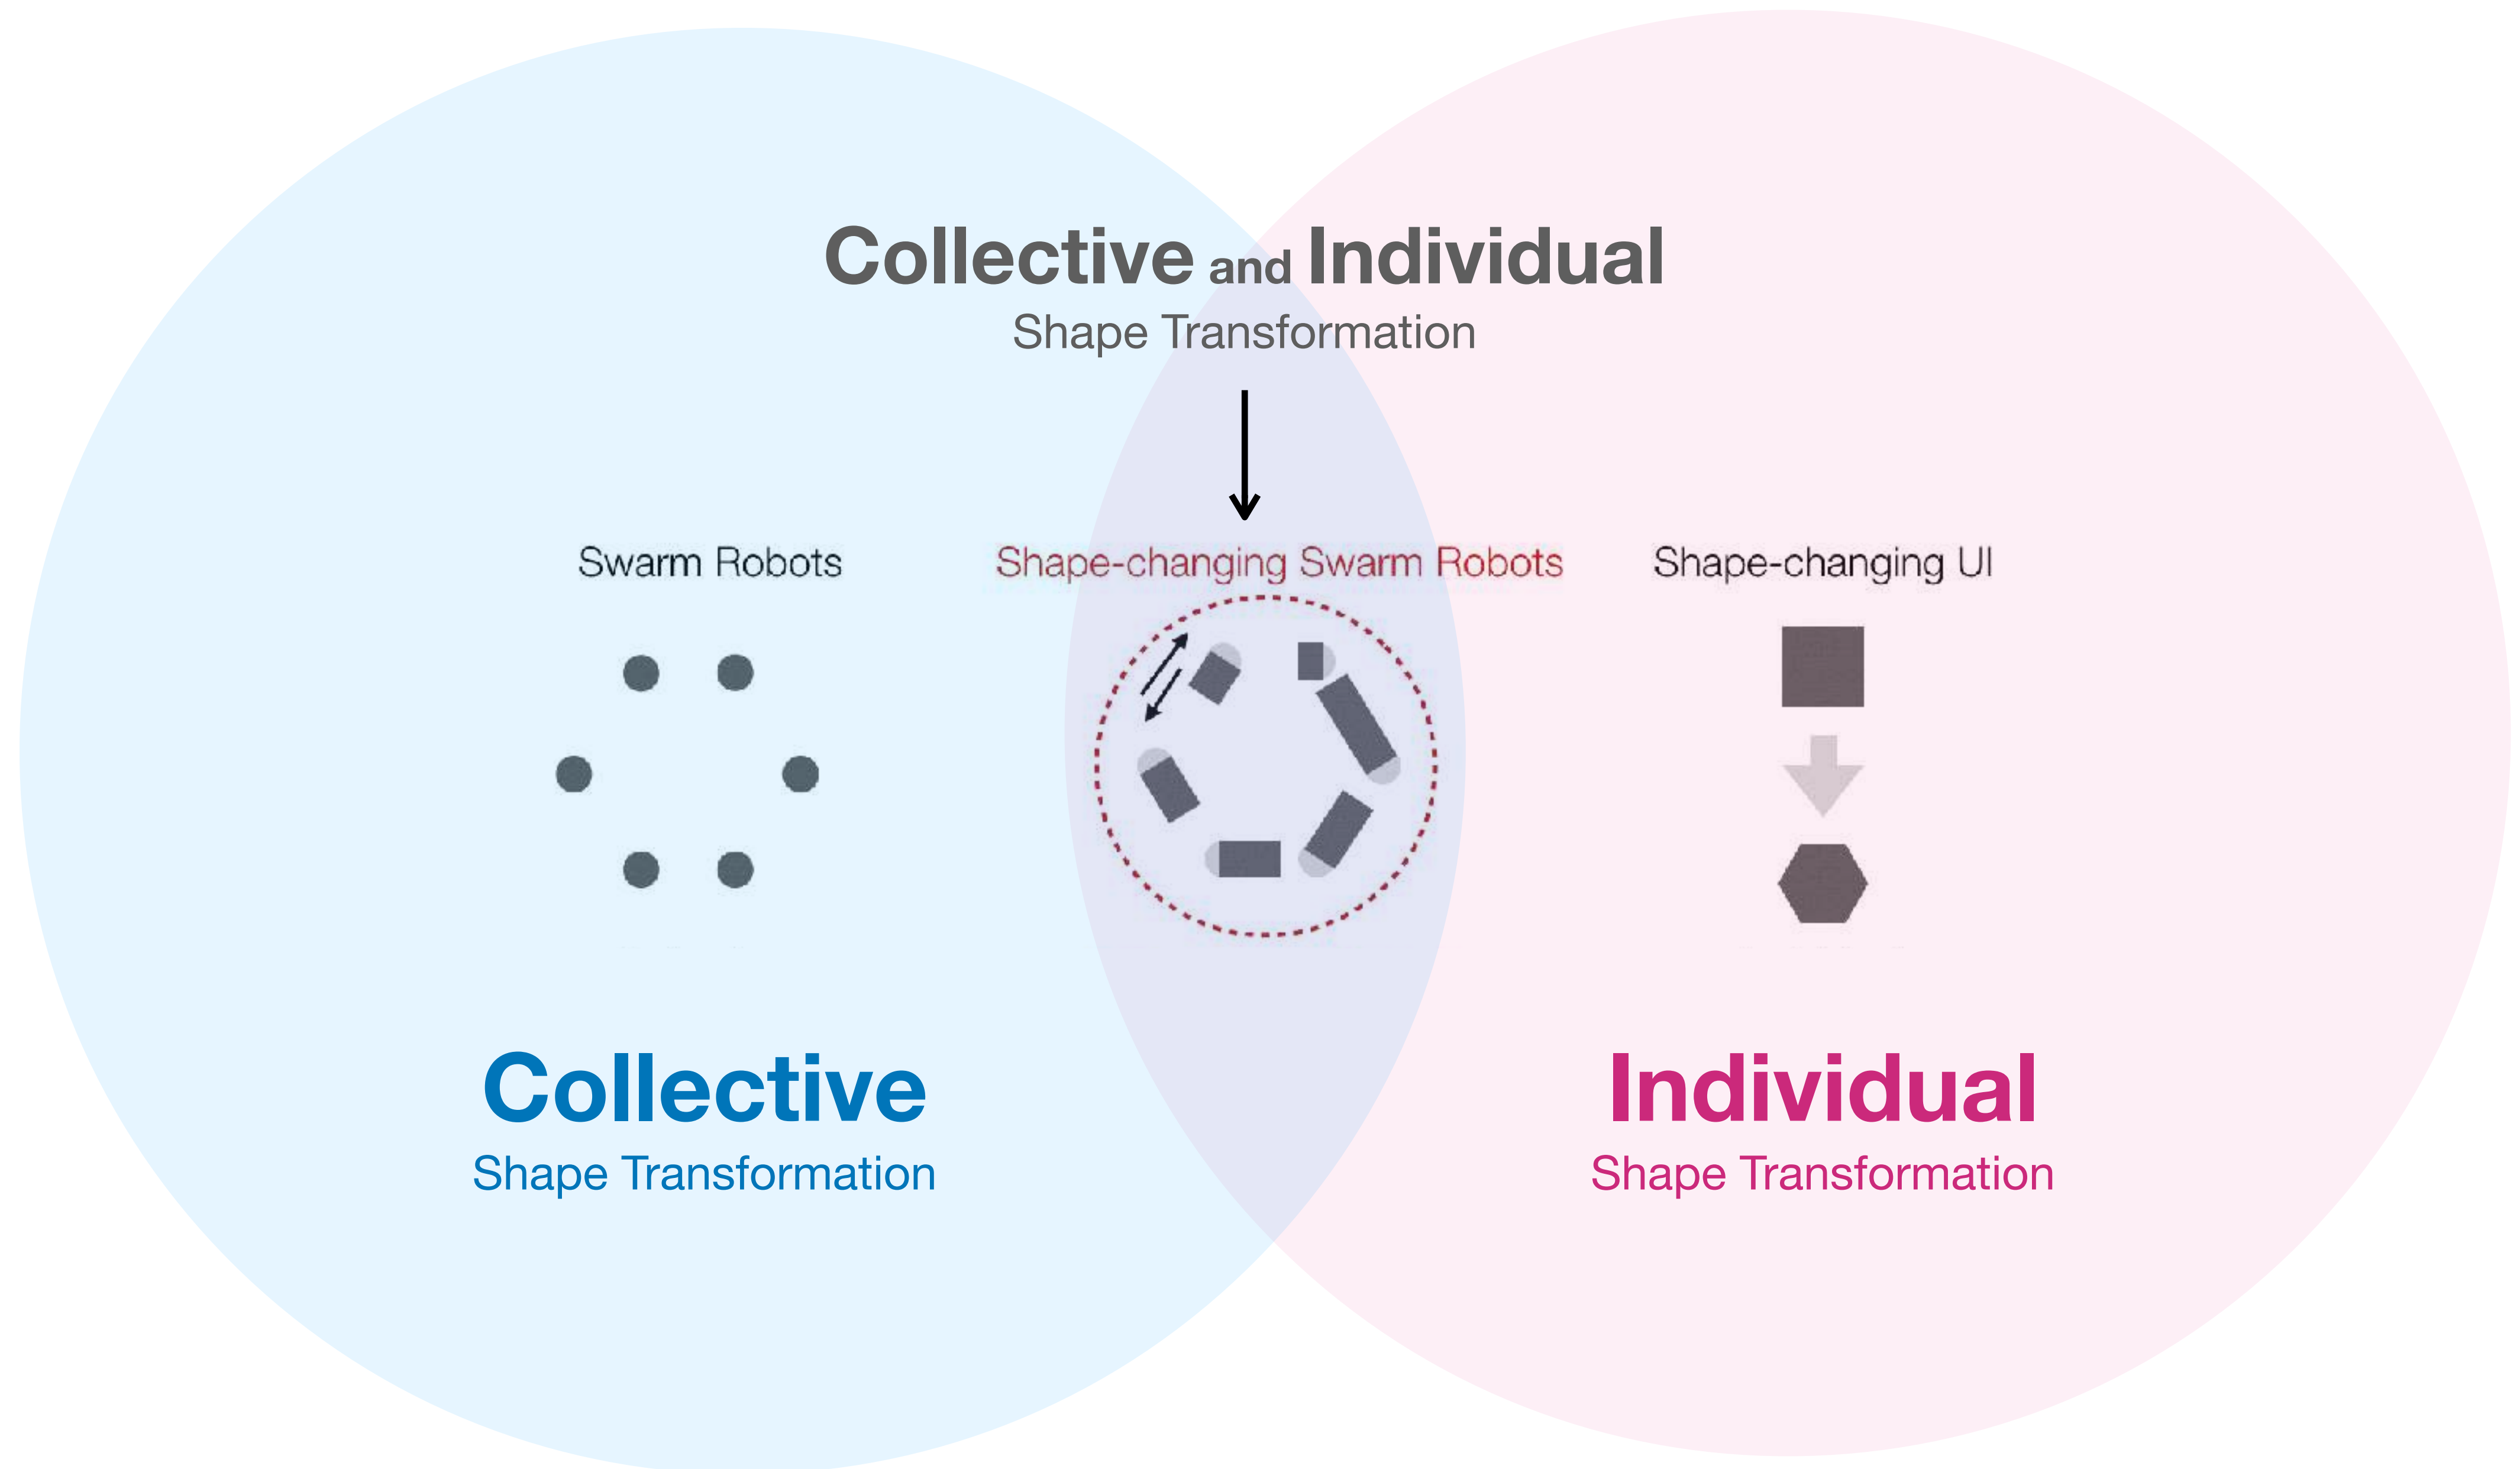 Collective and Individual
Shape Transformation
Swarm Robots
Shape-changing Swarm Robots
Shape-changing UI
Collective
Shape Transformation
Individual
Shape Transformation